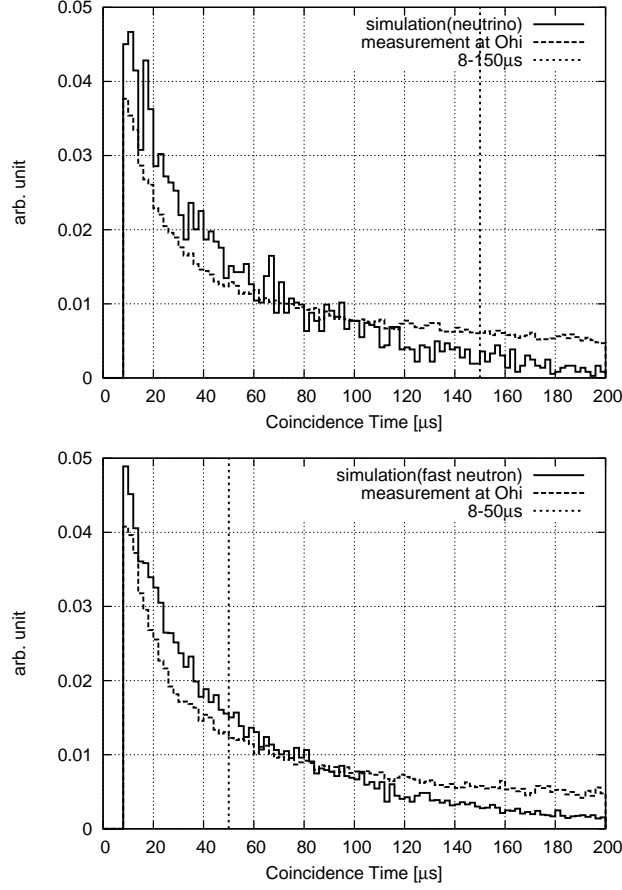 simulation(neutrino)
measurement at Ohi
8-150μs
0.05
0.04
0.03
0.02
0.01
0
arb. unit
0 20 40 60 80 100 120 140 160 180 200
Coincidence Time [μs]
simulation(fast neutron)
measurement at Ohi
8-50μs
0.05
0.04
0.03
0.02
0.01
0
arb. unit
0 20 40 60 80 100 120 140 160 180 200
Coincidence Time [μs]